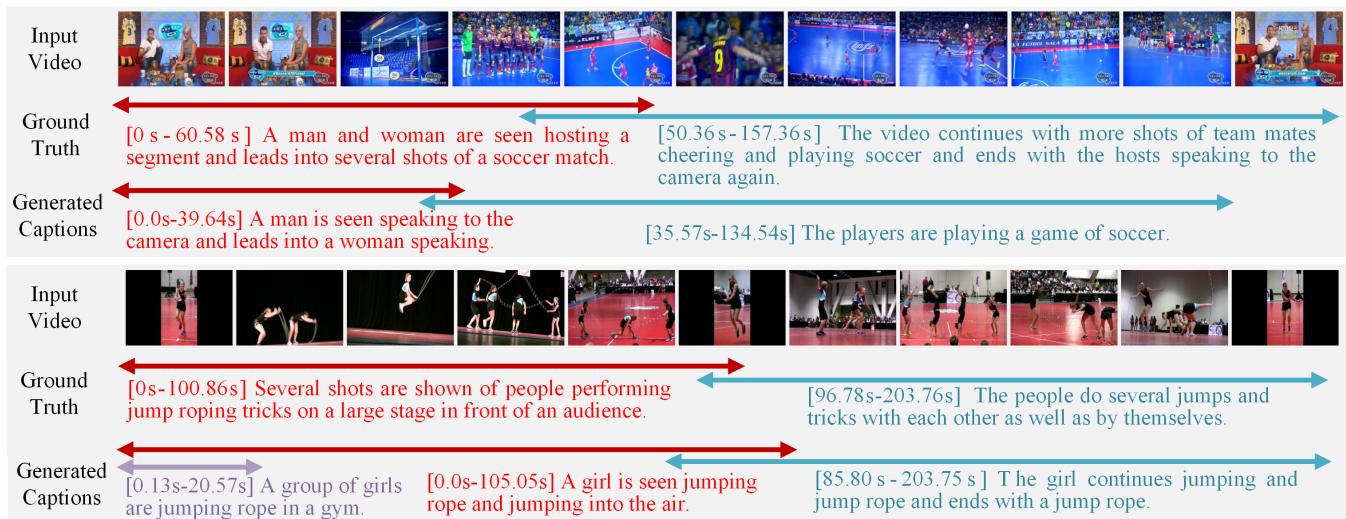 Input
Video
Ground
Truth
[0 s - 60.58 s ] A man and woman are seen hosting a
segment and leads into several shots of a soccer match.
[50.36s-157.36s] The video continues with more shots of team mates
cheering and playing soccer and ends with the hosts speaking to the
camera again.
Generated
Captions
[0.0s-39.64s] A man is seen speaking to the
camera and leads into a woman speaking.
[35.57s-134.54s] The players are playing a game of soccer.
Input
Video
Ground
Truth
[0s-100.86s] Several shots are shown of people performing
jump roping tricks on a large stage in front of an audience.
[96.78s-203.76s] The people do several jumps and
tricks with each other as well as by themselves.
Generated
Captions
[0.13s-20.57s] A group of girls
are jumping rope in a gym.
[0.0s-105.05s] A girl is seen jumping
rope and jumping into the air.
[85.80 s - 203.75 s ] T he girl continues jumping and
jump rope and ends with a jump rope.